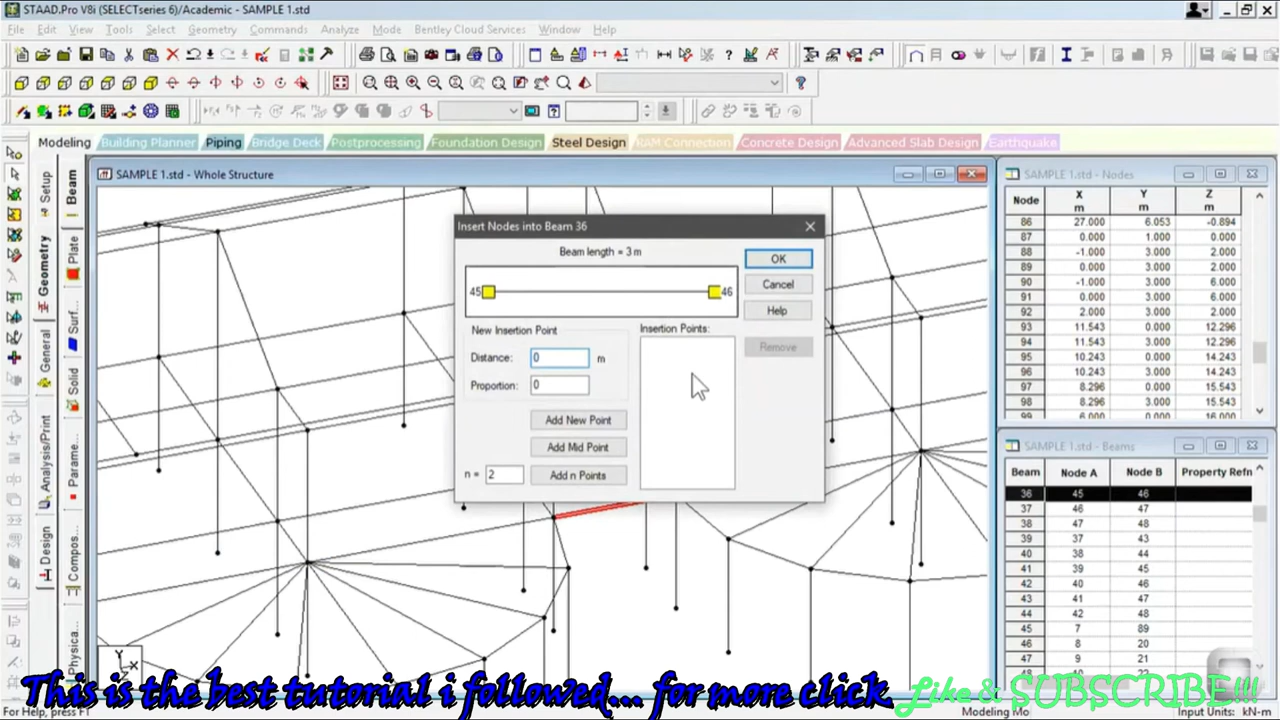 STAAD.Pro V8i (SELECTseries 6)/Academic - SAMPLE 1.std
File Edit View Tools Select Geometry Commands Analyze Mode Bentley Cloud Services Window Help
Modeling Building Planner Piping Bridge Deck Postprocessing Foundation Design Steel Design RAM Connection Concrete Design Advanced Slab Design Earthquake
Setup
Geometry
General
Analysis/Print
Design
Beam
Plate
Surf...
Solid
Parame...
Compos...
Physica...
SAMPLE 1.std - Whole Structure
Y
X
Insert Nodes into Beam 36
Beam length = 3 m
45 46
OK
Cancel
Help
Remove
New Insertion Point
Distance: 0 m
Proportion: 0
Insertion Points:
Add New Point
Add Mid Point
n = 2 Add n Points
SAMPLE 1.std - Nodes
Node X m Y m Z m
86 27.000 6.053 -0.894
87 0.000 1.000 0.000
88 -1.000 3.000 2.000
89 0.000 3.000 2.000
90 -1.000 3.000 6.000
91 0.000 3.000 6.000
92 2.000 3.000 0.000
93 11.543 0.000 12.296
94 11.543 3.000 12.296
95 10.243 0.000 14.243
96 10.243 3.000 14.243
97 8.296 0.000 15.543
98 8.296 3.000 15.543
99 6.000 0.000 16.000
SAMPLE 1.std - Beams
Beam Node A Node B Property Refn
36 45 46
37 46 47
38 47 48
39 37 43
40 38 44
41 39 45
42 40 46
43 41 47
44 42 48
45 7 89
46 8 20
47 9 21
This is the best tutorial i followed... for more click Like & SUBSCRIBE!!!
For Help, press F1
Modeling Mo
Input Units: kN-m